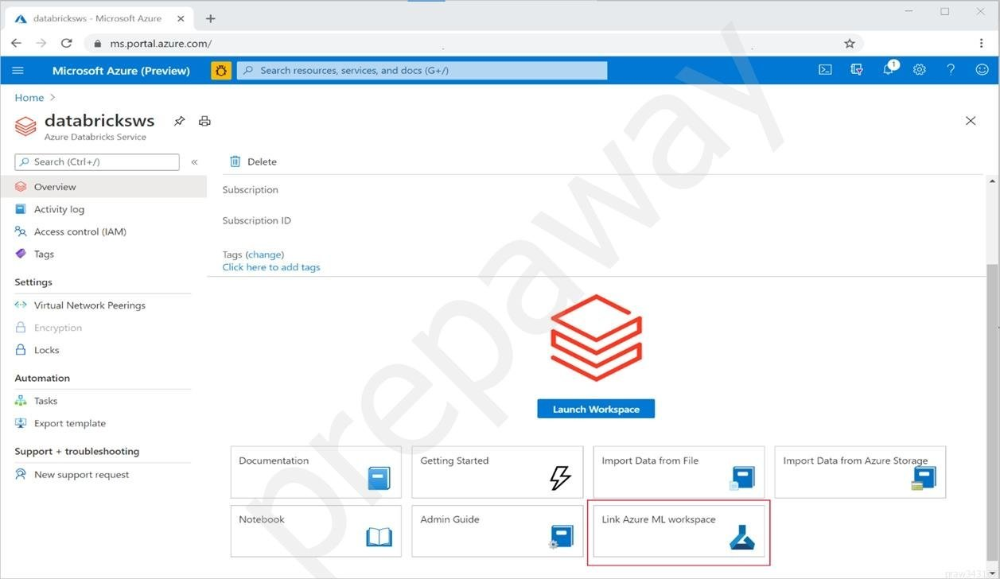 databricksws - Microsoft Azure
ms.portal.azure.com/
Microsoft Azure (Preview)
Search resources, services, and docs (G+/)
1
Home
databricksws
Azure Databricks Service
Search (Ctrl+/)
Overview
Activity log
Access control (IAM)
Tags
Settings
Virtual Network Peerings
Encryption
Locks
Automation
Tasks
Export template
Support + troubleshooting
New support request
Delete
Subscription
Subscription ID
Tags (change)
Click here to add tags
Launch Workspace
Documentation
Getting Started
Import Data from File
Import Data from Azure Storage
Notebook
Admin Guide
Link Azure ML workspace
prepaway